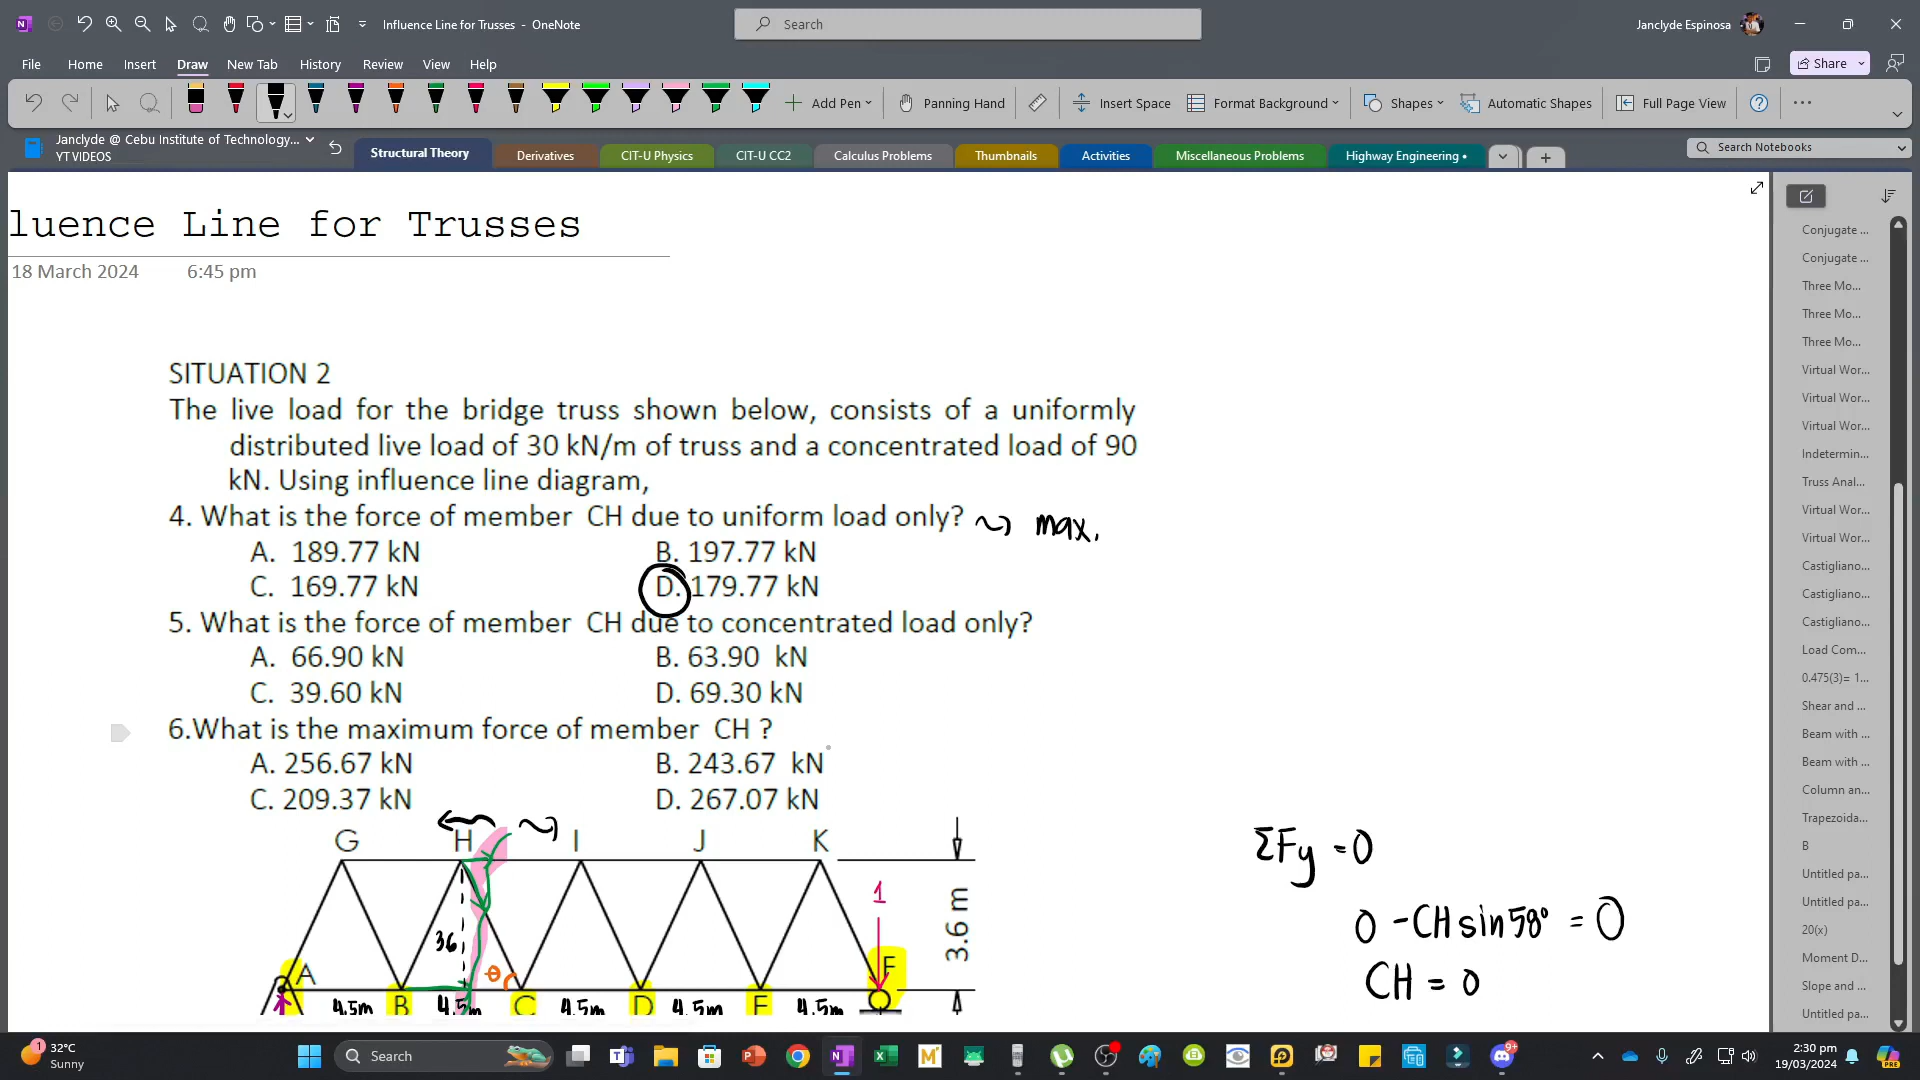 Influence Line for Trusses - OneNote
Search
Janclyde Espinosa
File Home Insert Draw New Tab History Review View Help
Share
Add Pen
Panning Hand
Insert Space
Format Background
Shapes
Automatic Shapes
Full Page View
Janclyde @ Cebu Institute of Technology...
YT VIDEOS
Structural Theory
Derivatives
CIT-U Physics
CIT-U CC2
Calculus Problems
Thumbnails
Activities
Miscellaneous Problems
Highway Engineering •
Search Notebooks
luence Line for Trusses
18 March 2024 6:45 pm
SITUATION 2
The live load for the bridge truss shown below, consists of a uniformly
distributed live load of 30 kN/m of truss and a concentrated load of 90
kN. Using influence line diagram,
4. What is the force of member CH due to uniform load only? max.
A. 189.77 kN B. 197.77 kN
C. 169.77 kN D. 179.77 kN
5. What is the force of member CH due to concentrated load only?
A. 66.90 kN B. 63.90 kN
C. 39.60 kN D. 69.30 kN
6.What is the maximum force of member CH ?
A. 256.67 kN B. 243.67 kN
C. 209.37 kN D. 267.07 kN
G H I J K
1
3.6 m
36
θ
A B C D E F
4.5m 4.5m 4.5m 4.5m 4.5m
ΣFy = 0
0 - CH sin 58° = 0
CH = 0
Conjugate ...
Conjugate ...
Three Mo...
Three Mo...
Three Mo...
Virtual Wor...
Virtual Wor...
Virtual Wor...
Indetermin...
Truss Anal...
Virtual Wor...
Virtual Wor...
Castigliano...
Castigliano...
Castigliano...
Load Com...
0.475(3)= 1...
Shear and ...
Beam with ...
Beam with ...
Column an...
Trapezoida...
B
Untitled pa...
Untitled pa...
20(x)
Moment D...
Slope and ...
Untitled pa...
1
32°C
Sunny
Search
9+
2:30 pm
19/03/2024